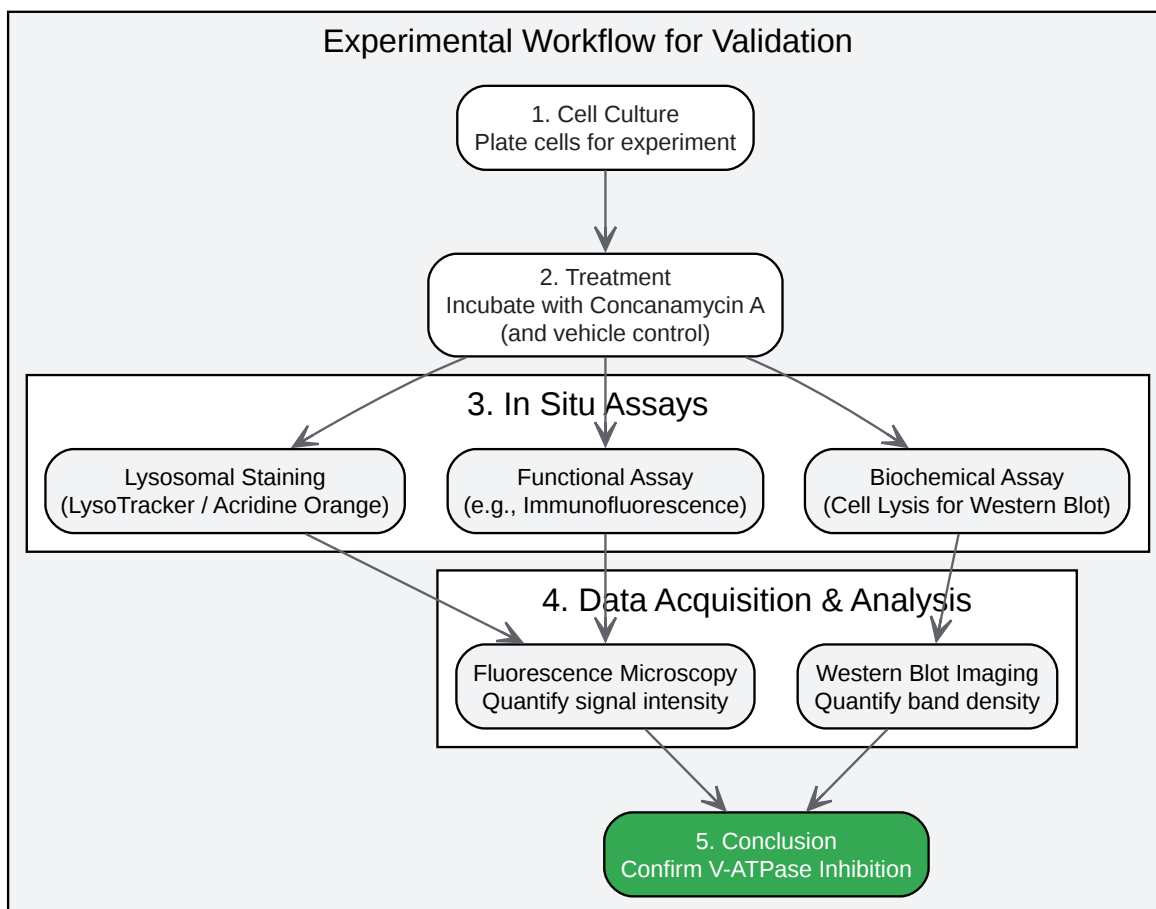 Experimental Workflow for Validation
1. Cell Culture
Plate cells for experiment
2. Treatment
Incubate with Concanamycin A
(and vehicle control)
3. In Situ Assays
Lysosomal Staining
(LysoTracker / Acridine Orange)
Functional Assay
(e.g., Immunofluorescence)
Biochemical Assay
(Cell Lysis for Western Blot)
4. Data Acquisition & Analysis
Fluorescence Microscopy
Quantify signal intensity
Western Blot Imaging
Quantify band density
5. Conclusion
Confirm V-ATPase Inhibition